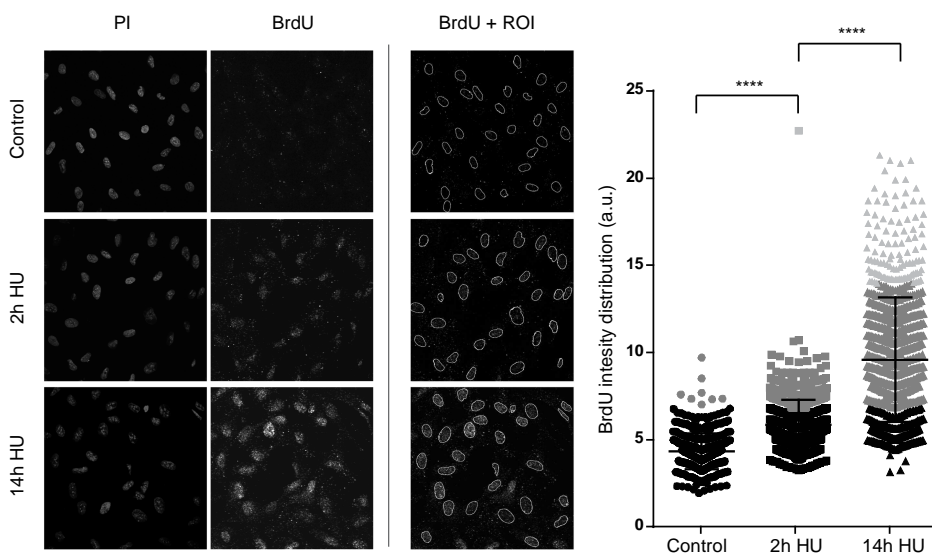 PI BrdU BrdU + ROI
Control
2h HU
14h HU
**** ****
BrdU intesity distribution (a.u.)
25
20
15
10
5
0
Control 2h HU 14h HU